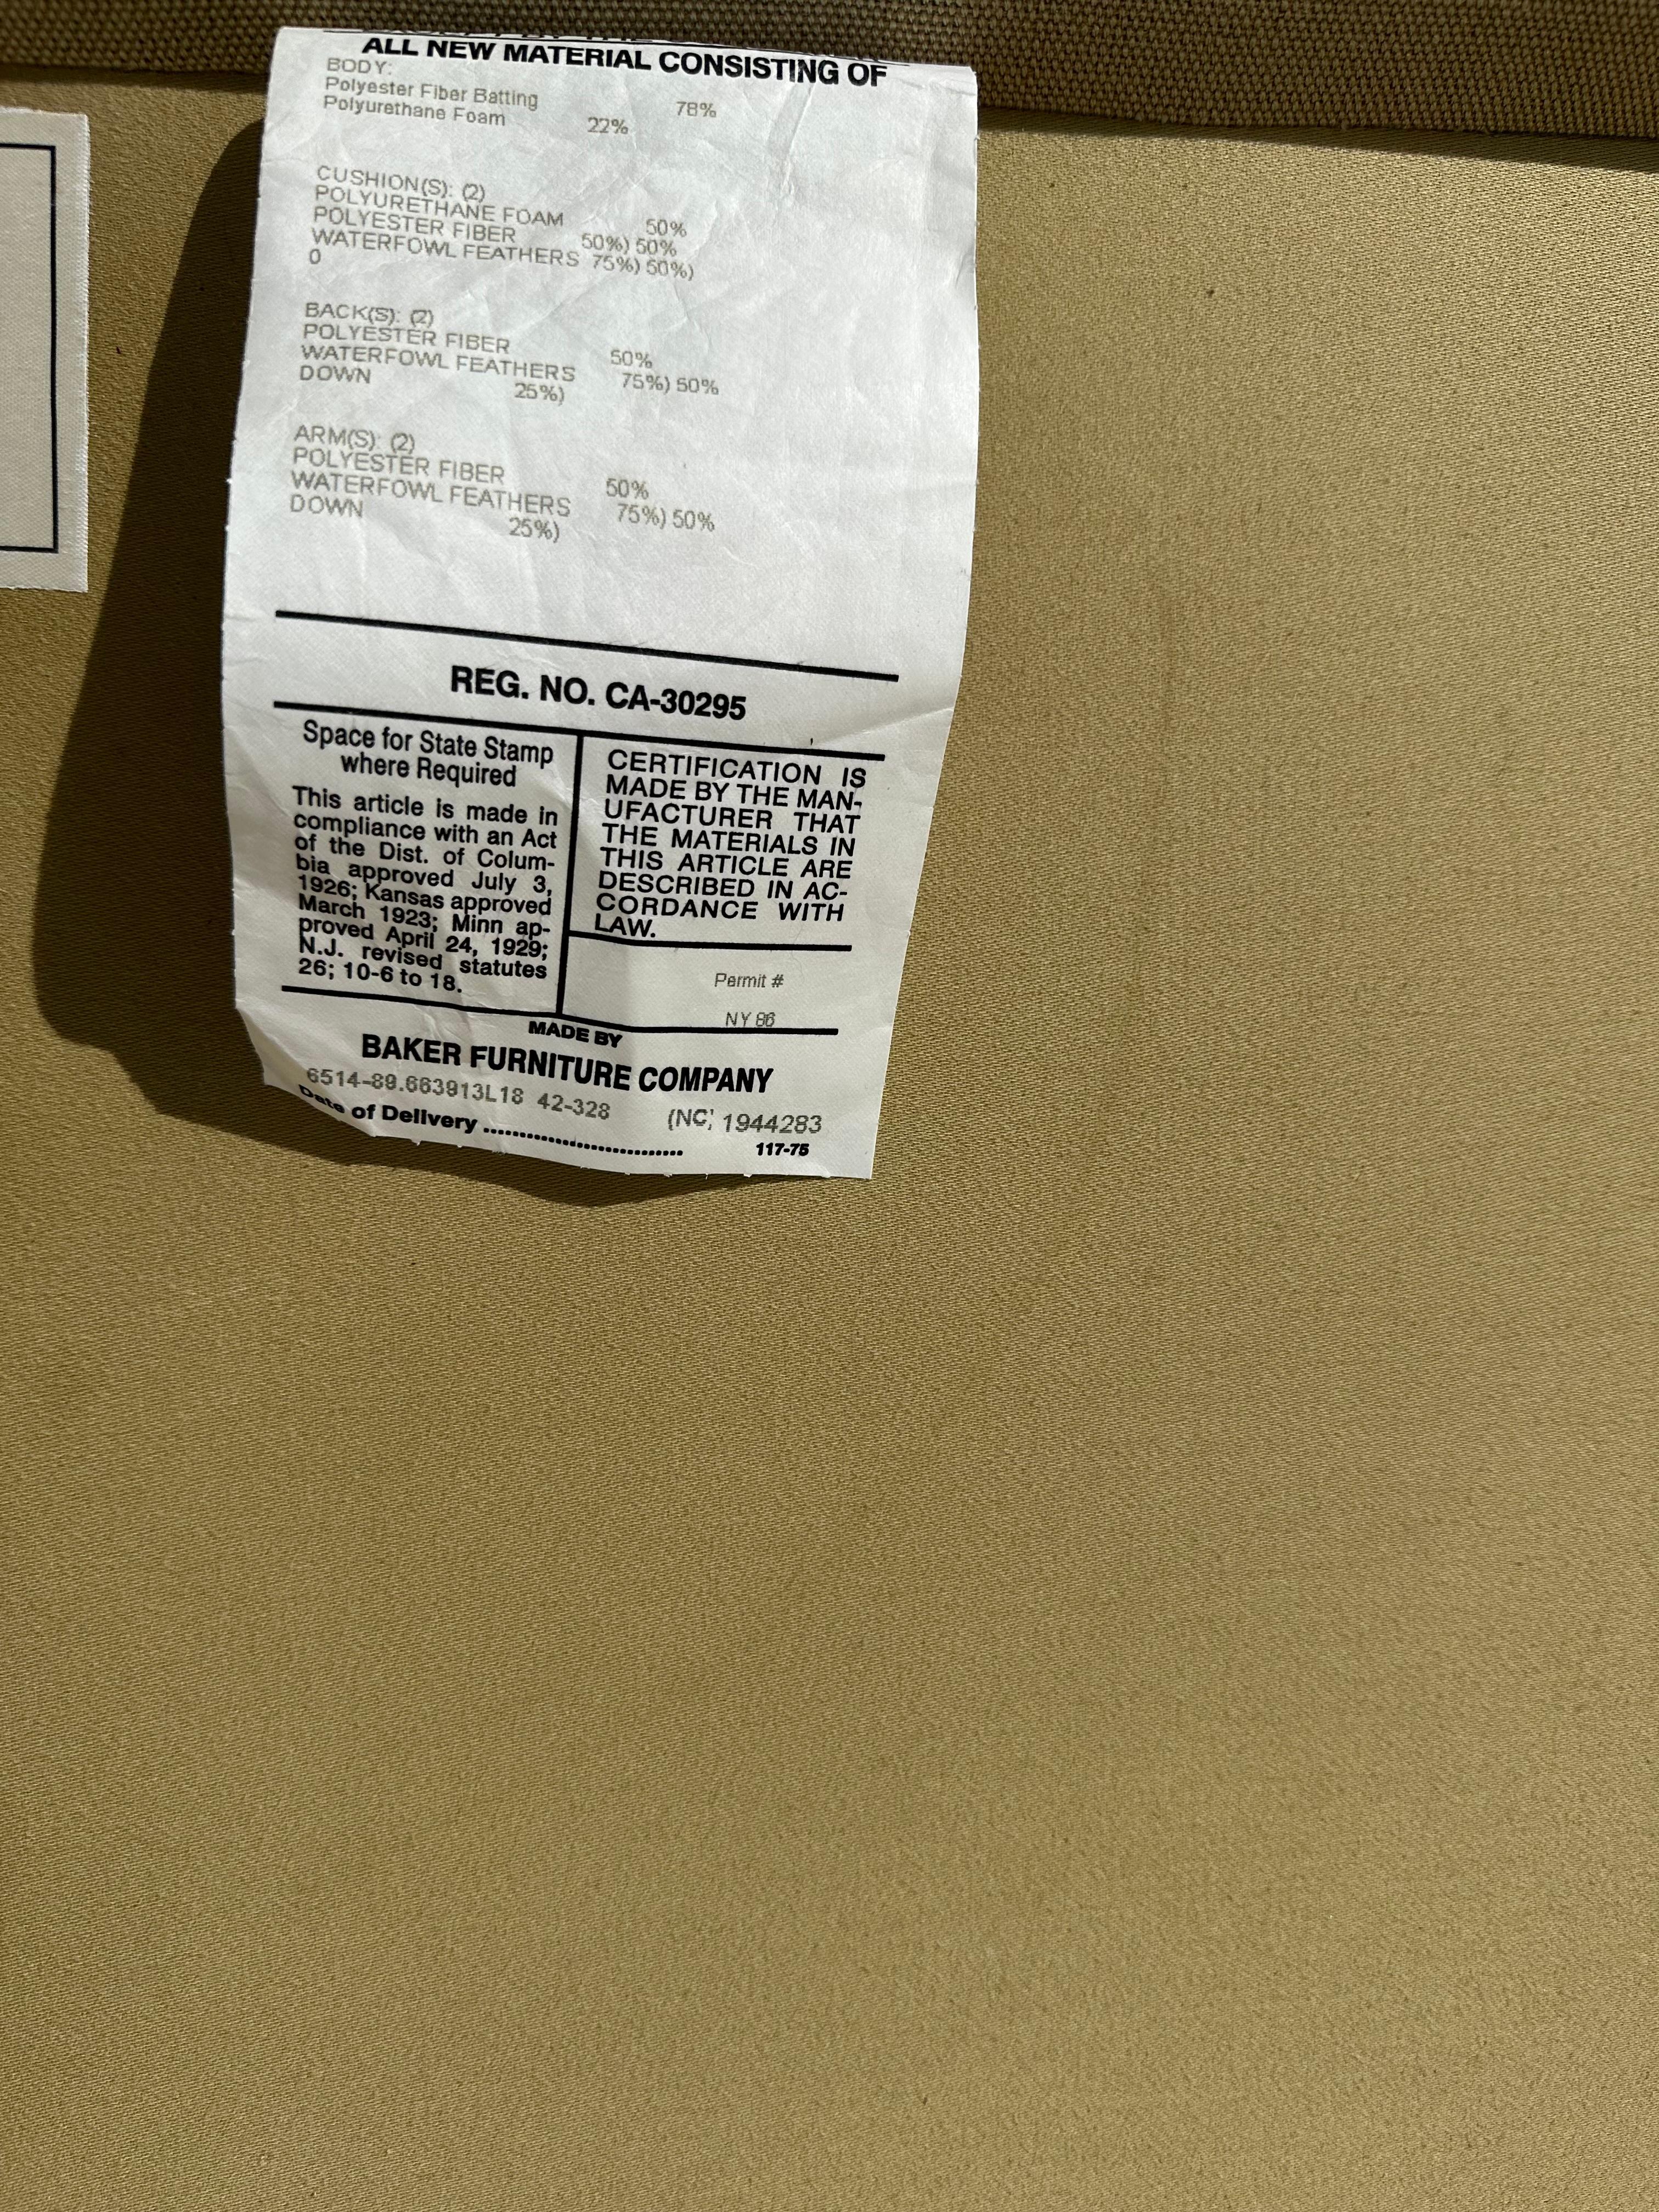 ALL NEW MATERIAL CONSISTING OF
BODY:
Polyester Fiber Batting 78%
Polyurethane Foam 22%
CUSHION(S): (2)
POLYURETHANE FOAM 50%
POLYESTER FIBER 50%) 50%
WATERFOWL FEATHERS 75%) 50%)
0
BACK(S): (2)
POLYESTER FIBER 50%
WATERFOWL FEATHERS 75%) 50%
DOWN 25%)
ARM(S): (2)
POLYESTER FIBER 50%
WATERFOWL FEATHERS 75%) 50%
DOWN 25%)
REG. NO. CA-30295
Space for State Stamp
where Required
This article is made in
compliance with an Act
of the Dist. of Colum-
bia approved July 3,
1926; Kansas approved
March 1923; Minn ap-
proved April 24, 1929;
N.J. revised statutes
26; 10-6 to 18.
CERTIFICATION IS
MADE BY THE MAN-
UFACTURER THAT
THE MATERIALS IN
THIS ARTICLE ARE
DESCRIBED IN AC-
CORDANCE WITH
LAW.
Permit #
NY 86
MADE BY
BAKER FURNITURE COMPANY
6514-89.663913L18 42-328 (NC) 1944283
Date of Delivery ...............................
117-75